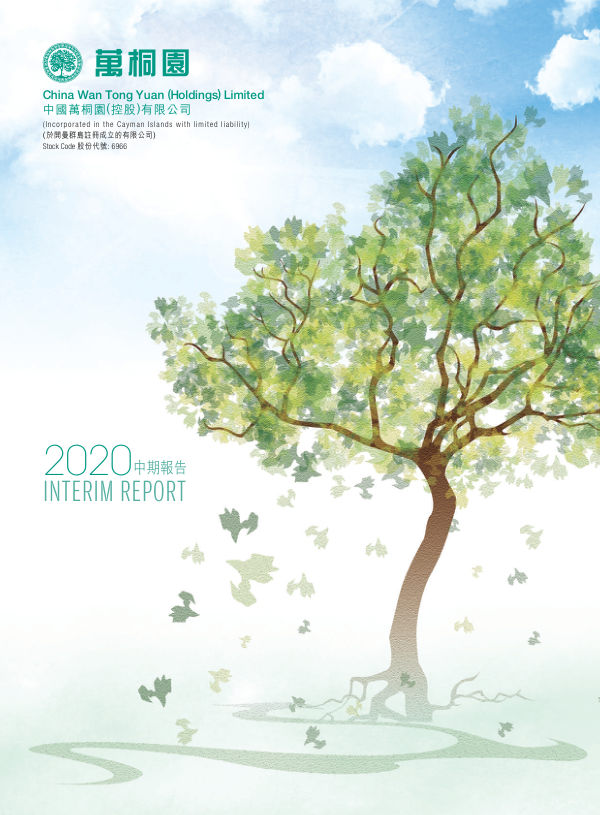 萬桐園
China Wan Tong Yuan (Holdings) Limited
中國萬桐園(控股)有限公司
(Incorporated in the Cayman Islands with limited liability)
(於開曼群島註冊成立的有限公司)
Stock Code 股份代號: 6966
2020中期報告
INTERIM REPORT